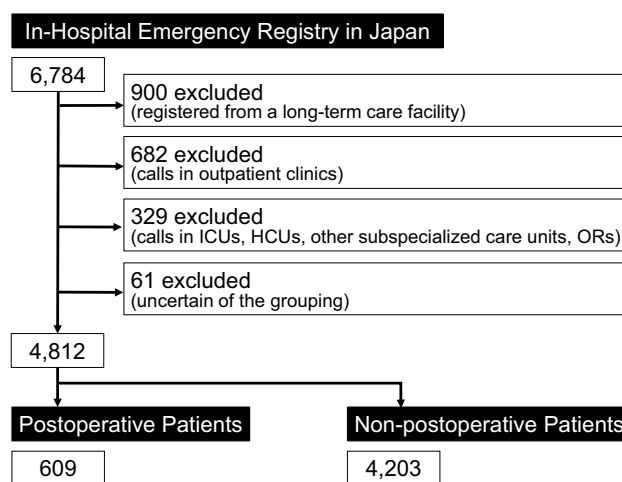 In-Hospital Emergency Registry in Japan
6,784
900 excluded
(registered from a long-term care facility)
682 excluded
(calls in outpatient clinics)
329 excluded
(calls in ICUs, HCUs, other subspecialized care units, ORs)
61 excluded
(uncertain of the grouping)
4,812
Postoperative Patients
Non-postoperative Patients
609
4,203